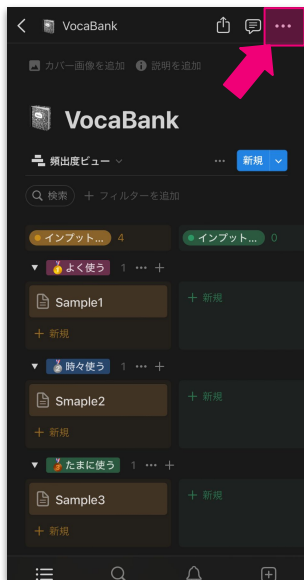 VocaBank
カバー画像を追加 説明を追加
VocaBank
頻出度ビュー 新規
検索 フィルターを追加
インプット... 4 インプット... 0
よく使う 1
Sample1
新規
新規
時々使う 1
Smaple2
新規
新規
たまに使う 1
Sample3
新規
新規